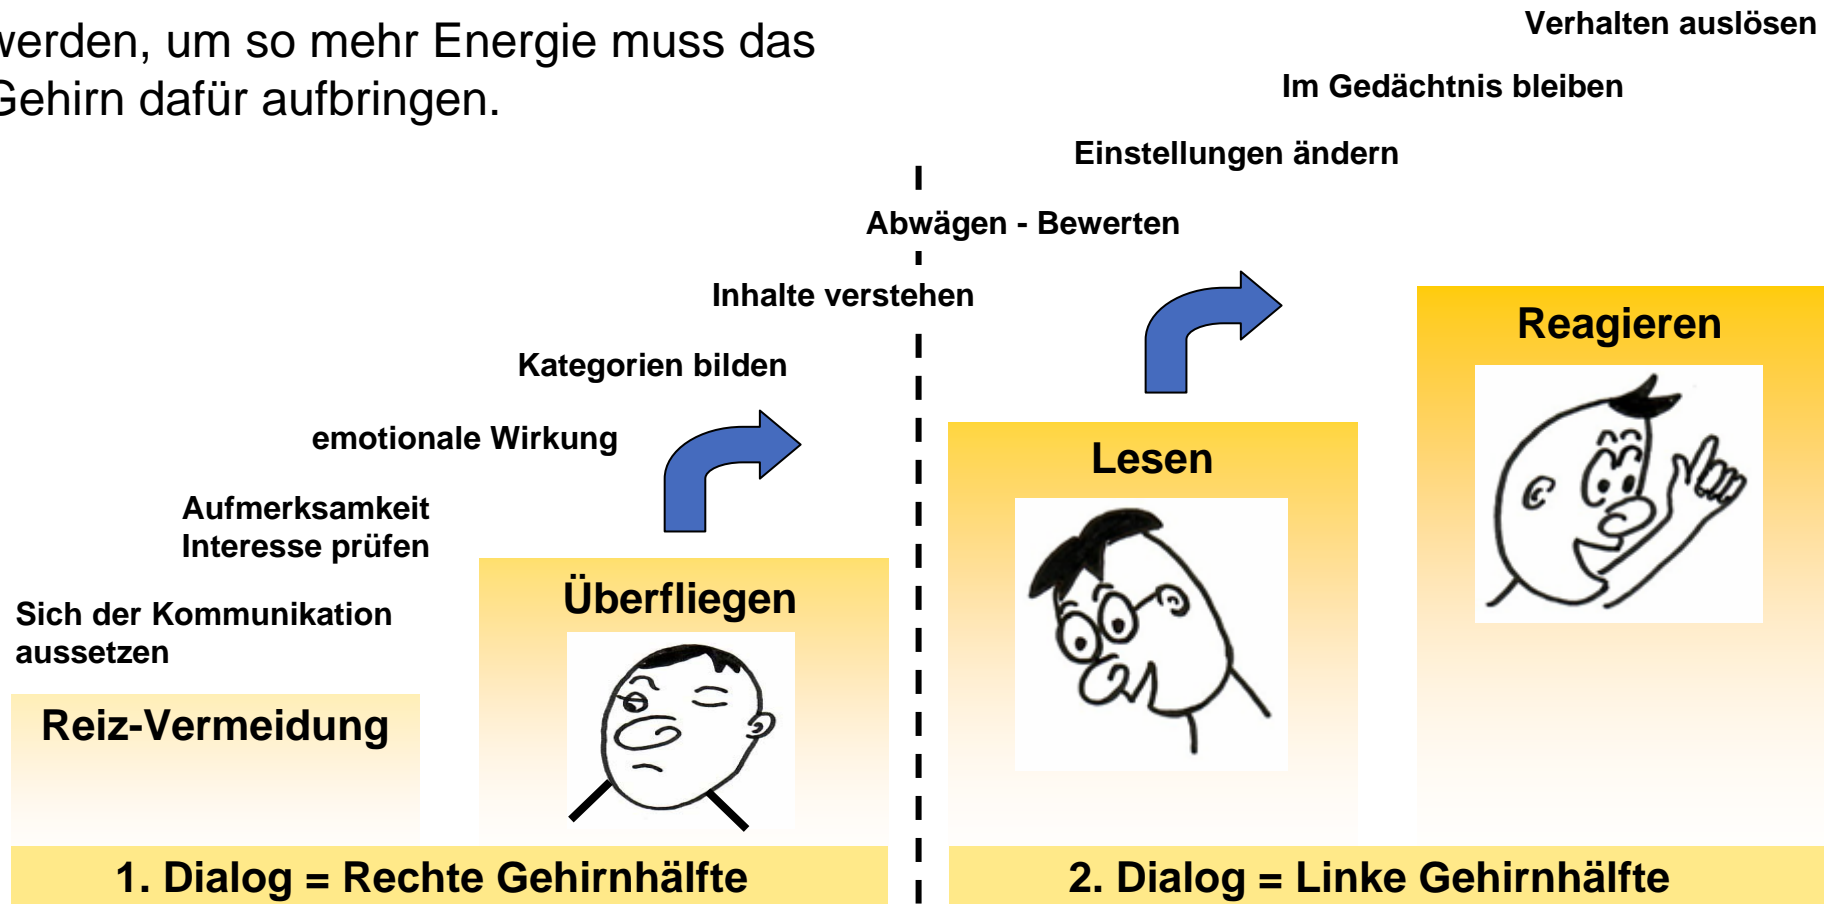 werden, um so mehr Energie muss das
Gehirn dafür aufbringen.
Verhalten auslösen
Im Gedächtnis bleiben
Einstellungen ändern
Abwägen - Bewerten
Inhalte verstehen
Kategorien bilden
emotionale Wirkung
Aufmerksamkeit
Interesse prüfen
Sich der Kommunikation
aussetzen
Reiz-Vermeidung
Überfliegen
Lesen
Reagieren
1. Dialog = Rechte Gehirnhälfte
2. Dialog = Linke Gehirnhälfte